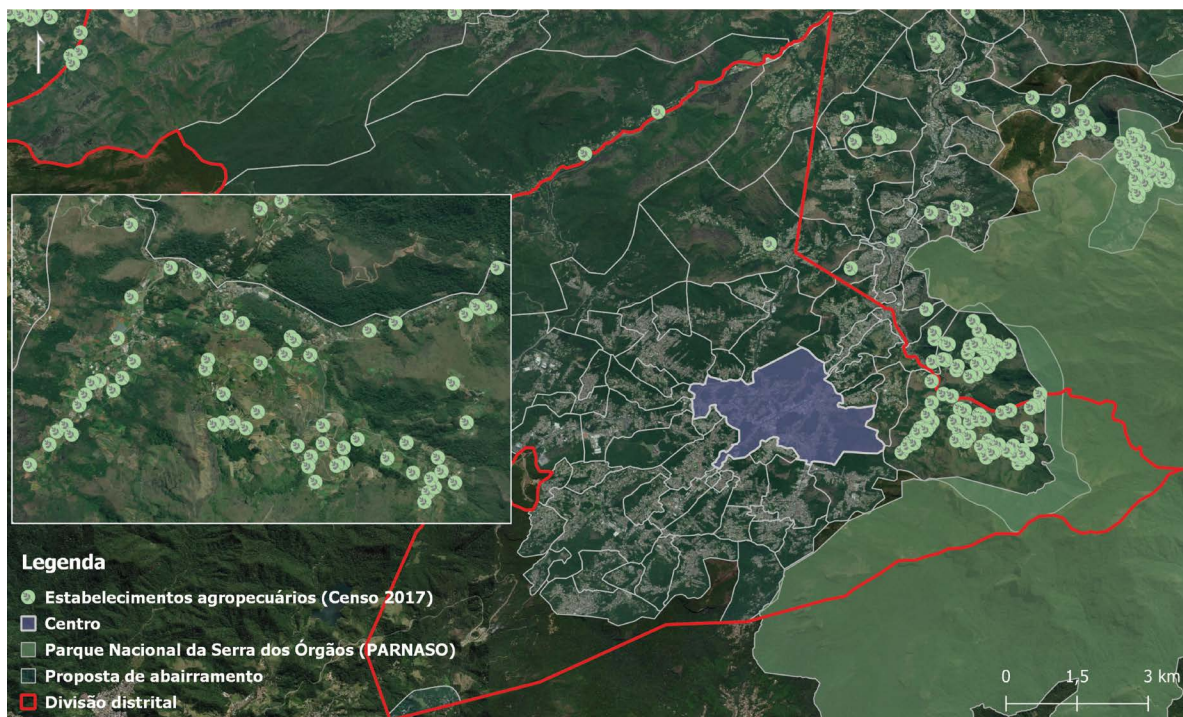 Legenda
Estabelecimentos agropecuários (Censo 2017)
Centro
Parque Nacional da Serra dos Órgãos (PARNASO)
Proposta de abairramento
Divisão distrital
0 1,5 3 km